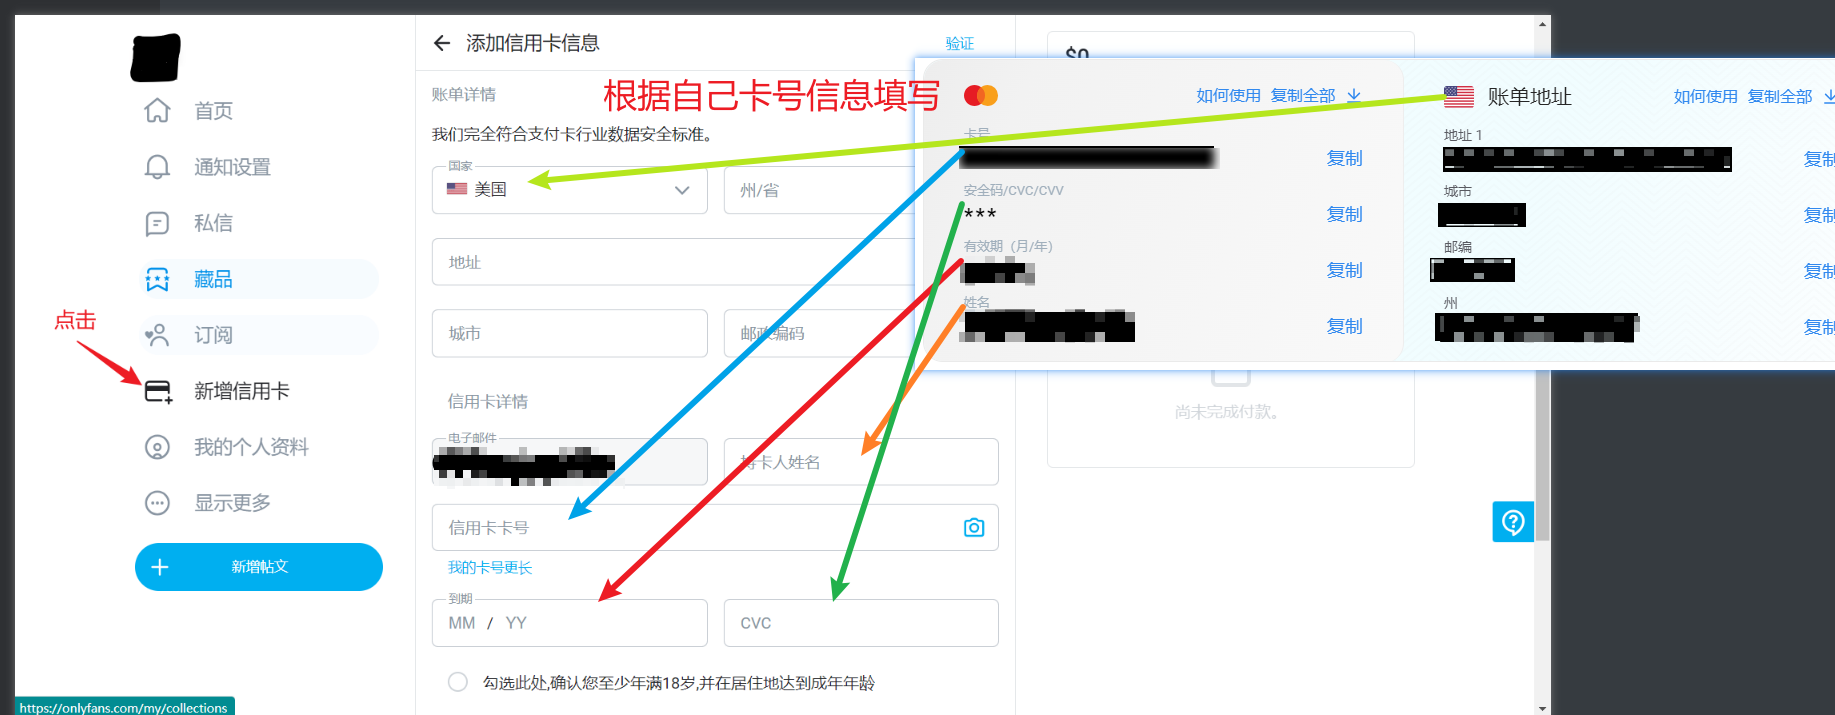 首页
通知设置
私信
藏品
订阅
点击
新增信用卡
我的个人资料
显示更多
新增帖文
https://onlyfans.com/my/collections
添加信用卡信息
验证
账单详情
根据自己卡号信息填写
我们完全符合支付卡行业数据安全标准。
国家
美国
州/省
地址
城市
邮政编码
信用卡详情
电子邮件
持卡人姓名
信用卡卡号
我的卡号更长
到期
MM / YY
CVC
勾选此处,确认您至少年满18岁,并在居住地达到成年年龄
$0
如何使用 复制全部
卡号
复制
安全码/CVC/CVV
***
复制
有效期（月/年）
复制
姓名
复制
账单地址
如何使用 复制全部
地址 1
复制
城市
复制
邮编
复制
州
复制
尚未完成付款。